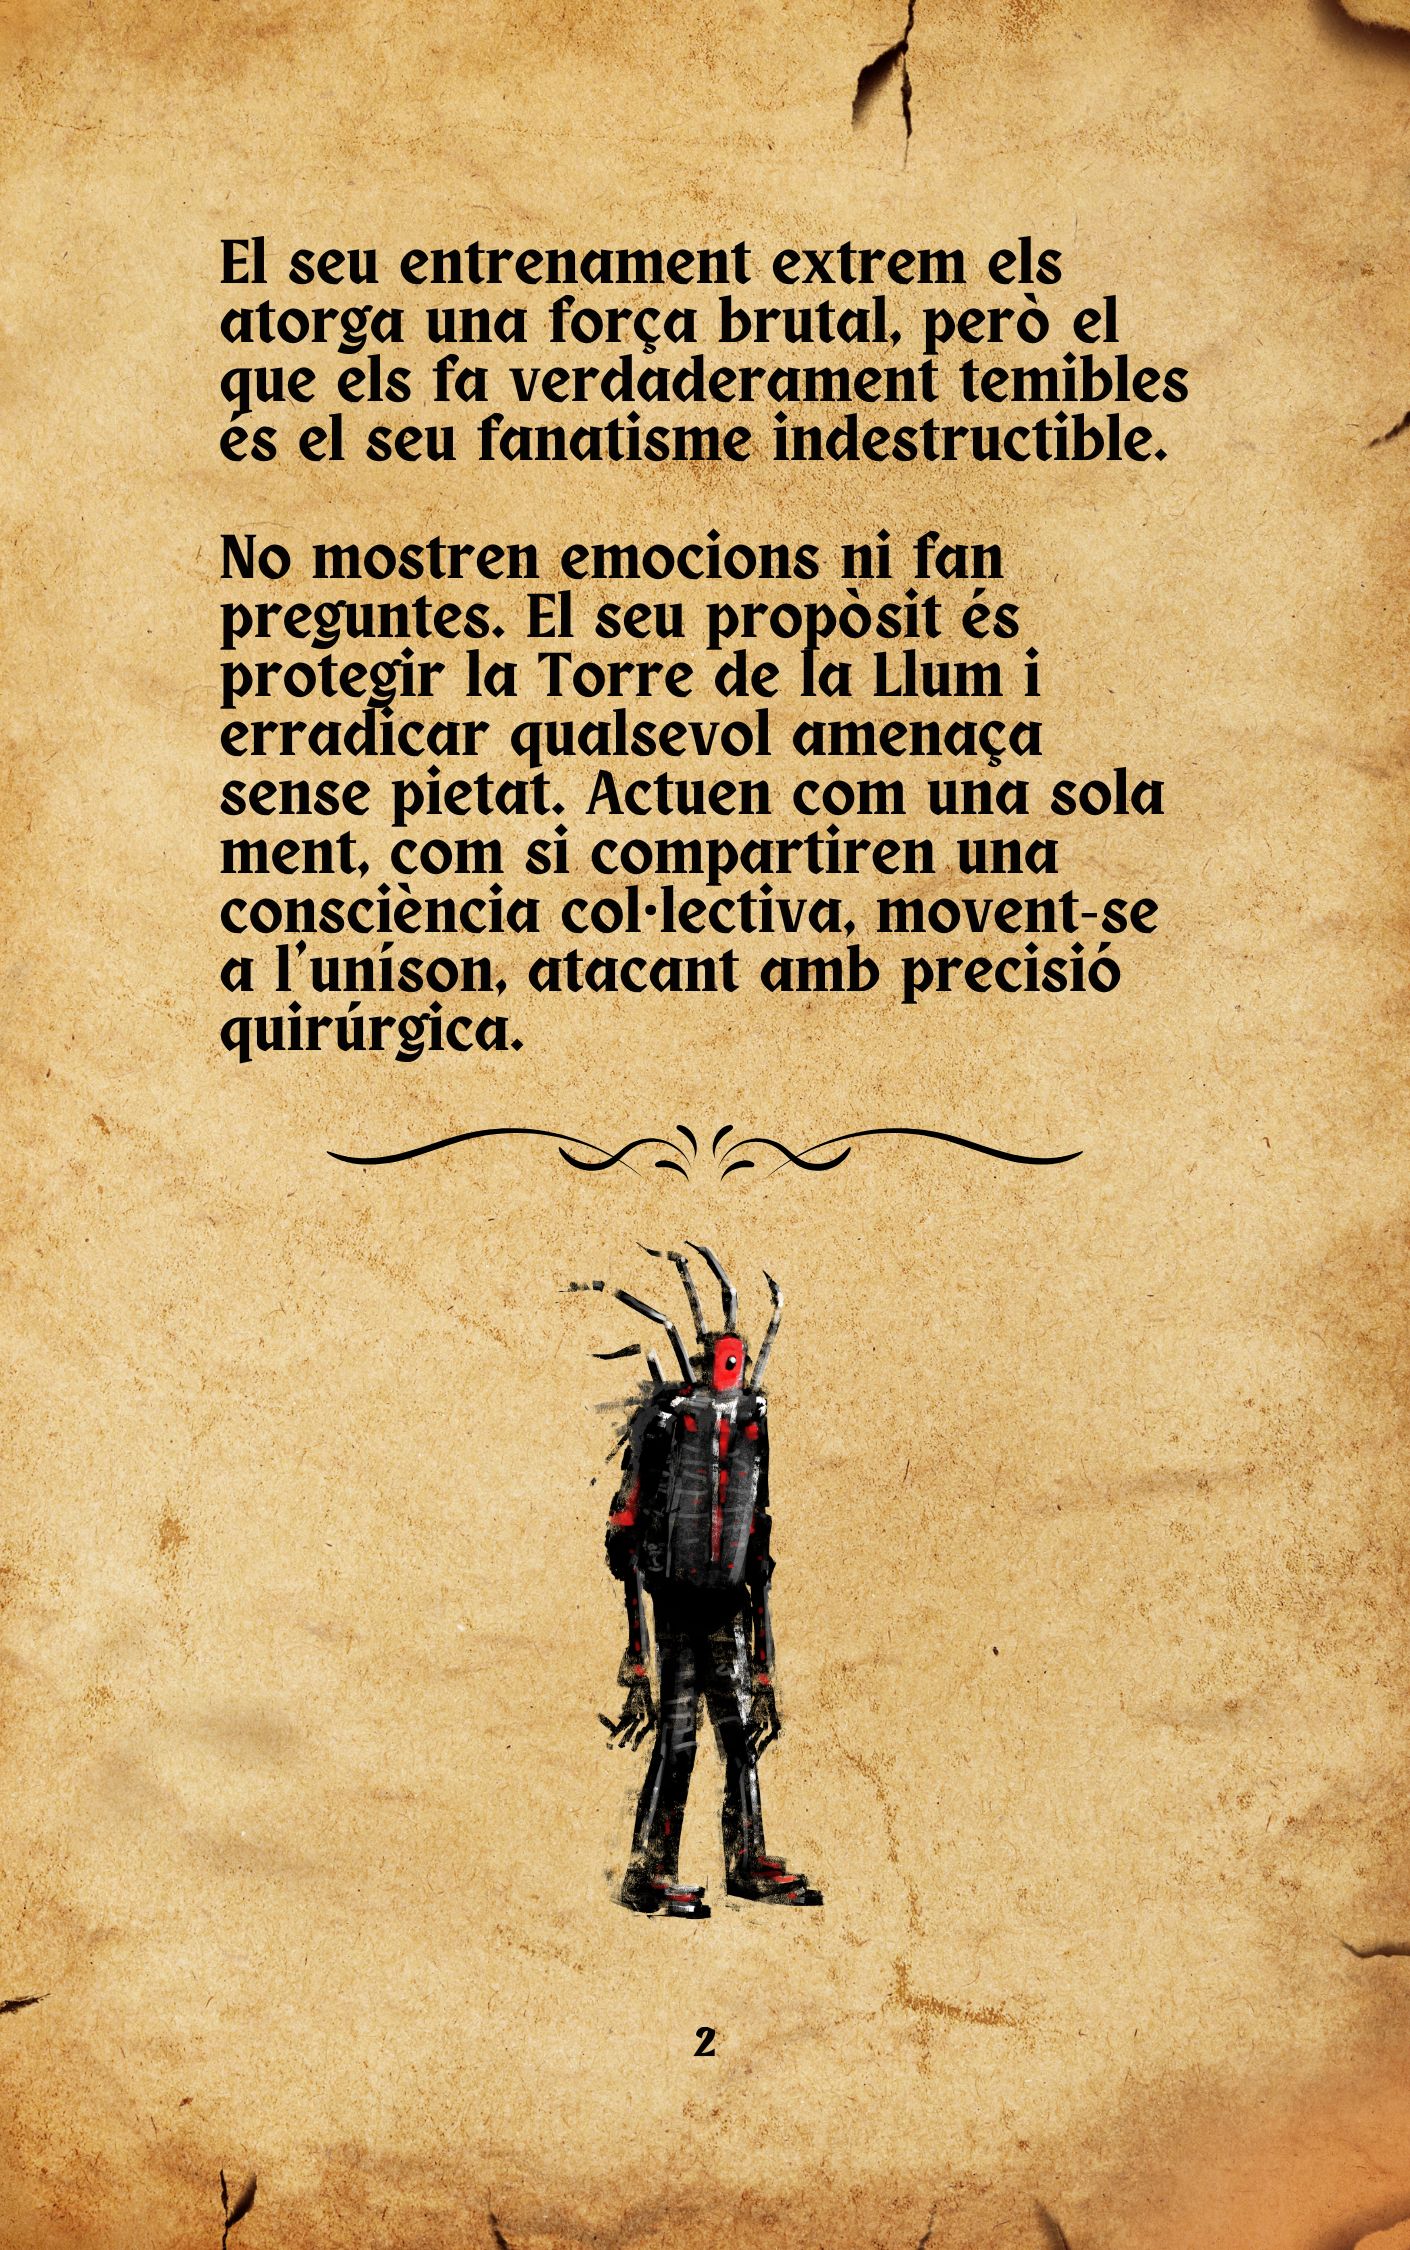 El seu entrenament extrem els
atorga una força brutal, però el
que els fa verdaderament temibles
és el seu fanatisme indestructible.
No mostren emocions ni fan
preguntes. El seu propòsit és
protegir la Torre de la Llum i
erradicar qualsevol amenaça
sense pietat. Actuen com una sola
ment, com si compartiren una
consciència col·lectiva, movent-se
a l’uníson, atacant amb precisió
quirúrgica.
2